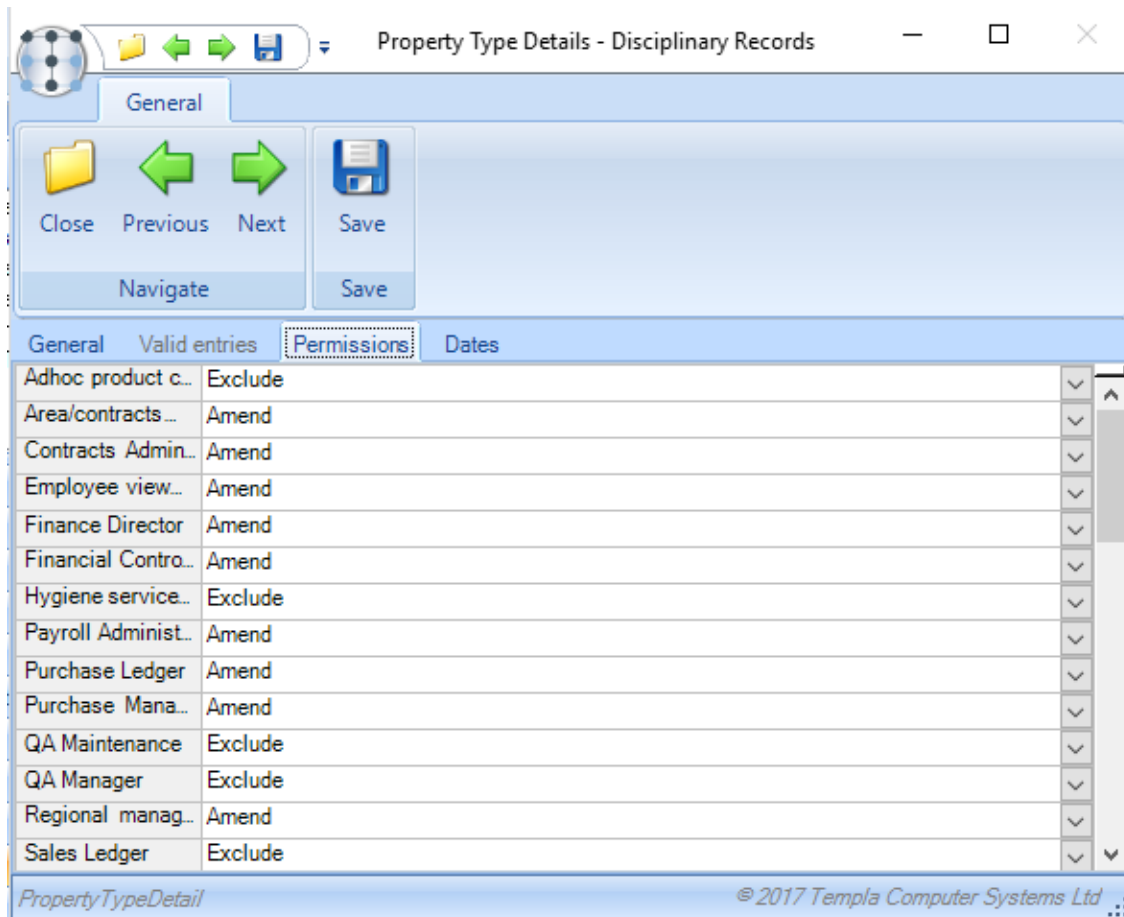 Property Type Details - Disciplinary Records
General
Close Previous Next Save
Navigate Save
General Valid entries Permissions Dates
Adhoc product c... Exclude
Area/contracts... Amend
Contracts Admin... Amend
Employee view... Amend
Finance Director Amend
Financial Contro... Amend
Hygiene service... Exclude
Payroll Administ... Amend
Purchase Ledger Amend
Purchase Mana... Amend
QA Maintenance Exclude
QA Manager Exclude
Regional manag... Amend
Sales Ledger Exclude
PropertyTypeDetail © 2017 Templa Computer Systems Ltd